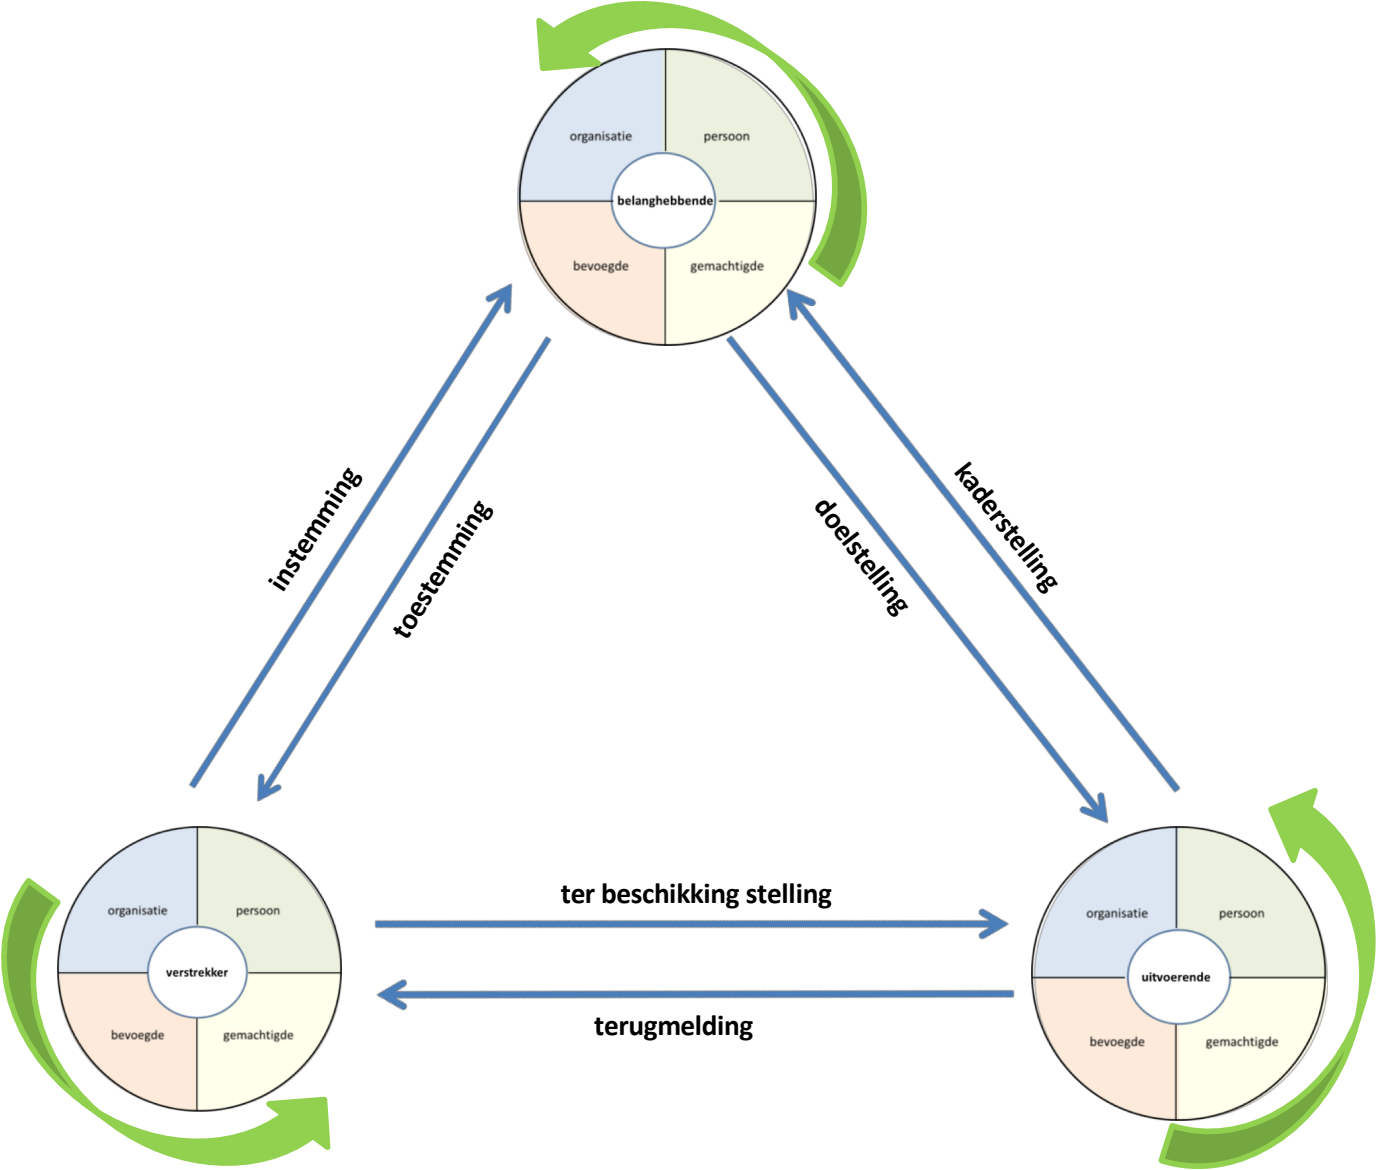 organisatie
persoon
belanghebbende
bevoegde
gemachtigde
instemming
toestemming
doelstelling
kaderstelling
organisatie
persoon
verstrekker
bevoegde
gemachtigde
ter beschikking stelling
terugmelding
organisatie
persoon
uitvoerende
bevoegde
gemachtigde